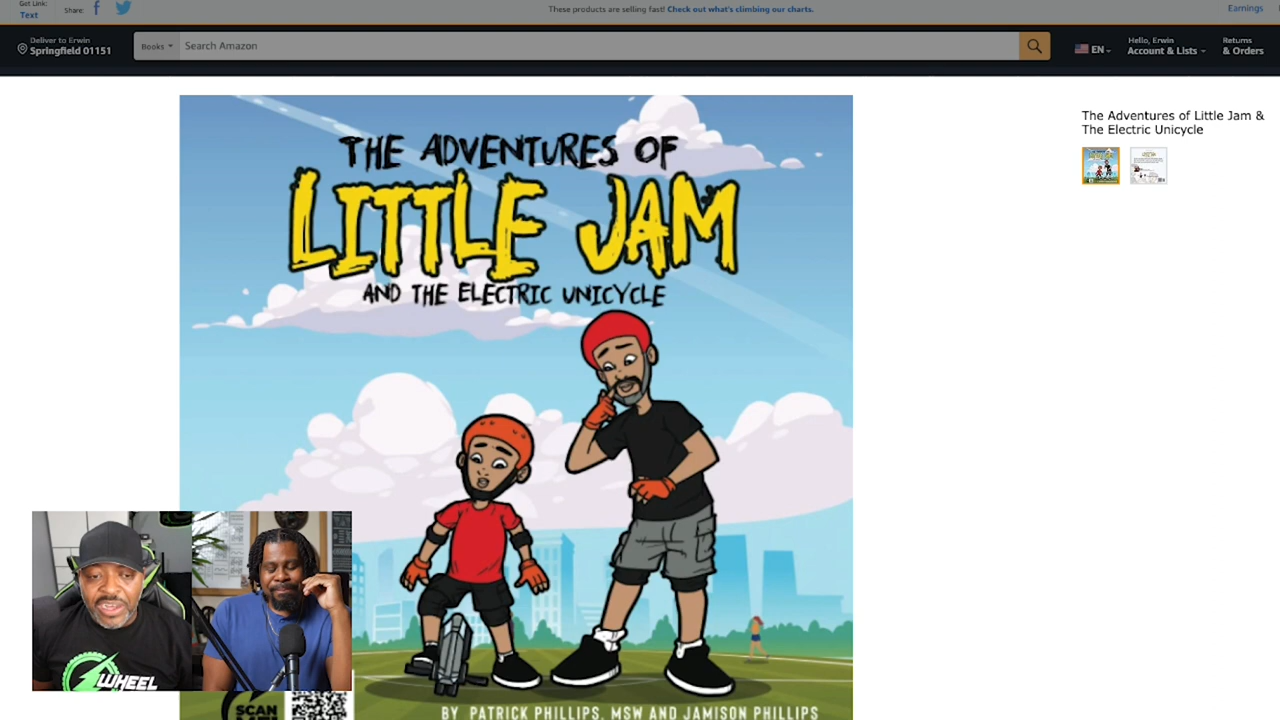 Get Link:
Text
Share:
These products are selling fast! Check out what's climbing our charts.
Earnings
Deliver to Erwin
Springfield 01151
Books
Search Amazon
EN
Hello, Erwin
Account & Lists
Returns
& Orders
THE ADVENTURES OF
LITTLE JAM
AND THE ELECTRIC UNICYCLE
The Adventures of Little Jam &
The Electric Unicycle
WHEEL
SCAN
BY PATRICK PHILLIPS, MSW AND JAMISON PHILLIPS